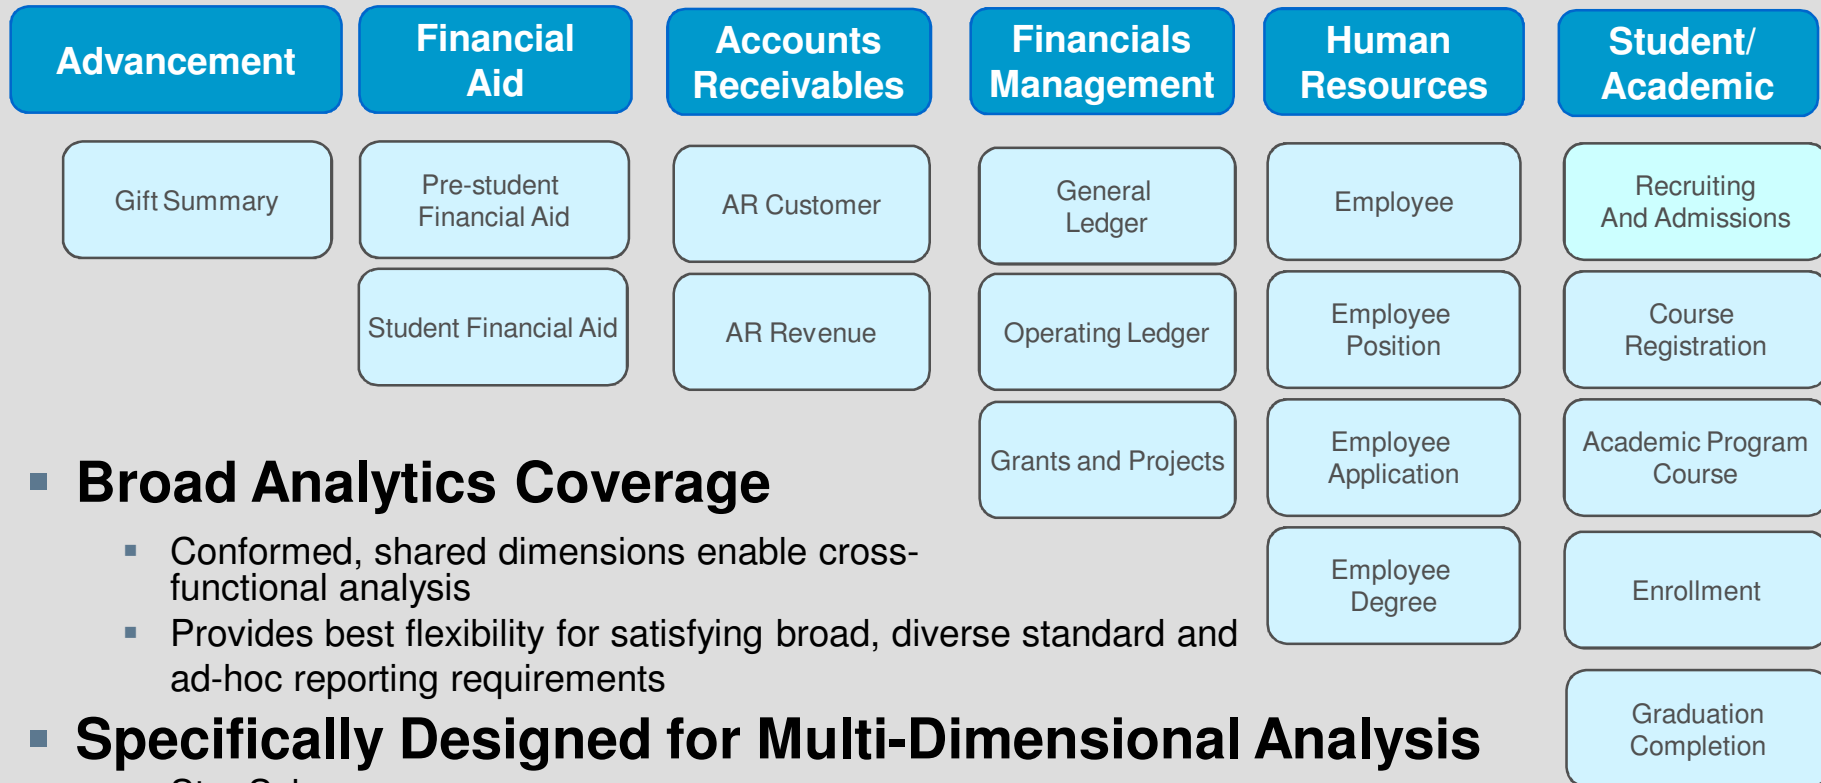 Advancement
Financial
Aid
Accounts
Receivables
Financials
Management
Human
Resources
Student/
Academic
Gift Summary
Pre-student
Financial Aid
Student Financial Aid
AR Customer
AR Revenue
General
Ledger
Operating Ledger
Grants and Projects
Employee
Employee
Position
Employee
Application
Employee
Degree
Recruiting
And Admissions
Course
Registration
Academic Program
Course
Enrollment
Graduation
Completion
▪ Broad Analytics Coverage
▪ Conformed, shared dimensions enable cross-
functional analysis
▪ Provides best flexibility for satisfying broad, diverse standard and
ad-hoc reporting requirements
▪ Specifically Designed for Multi-Dimensional Analysis